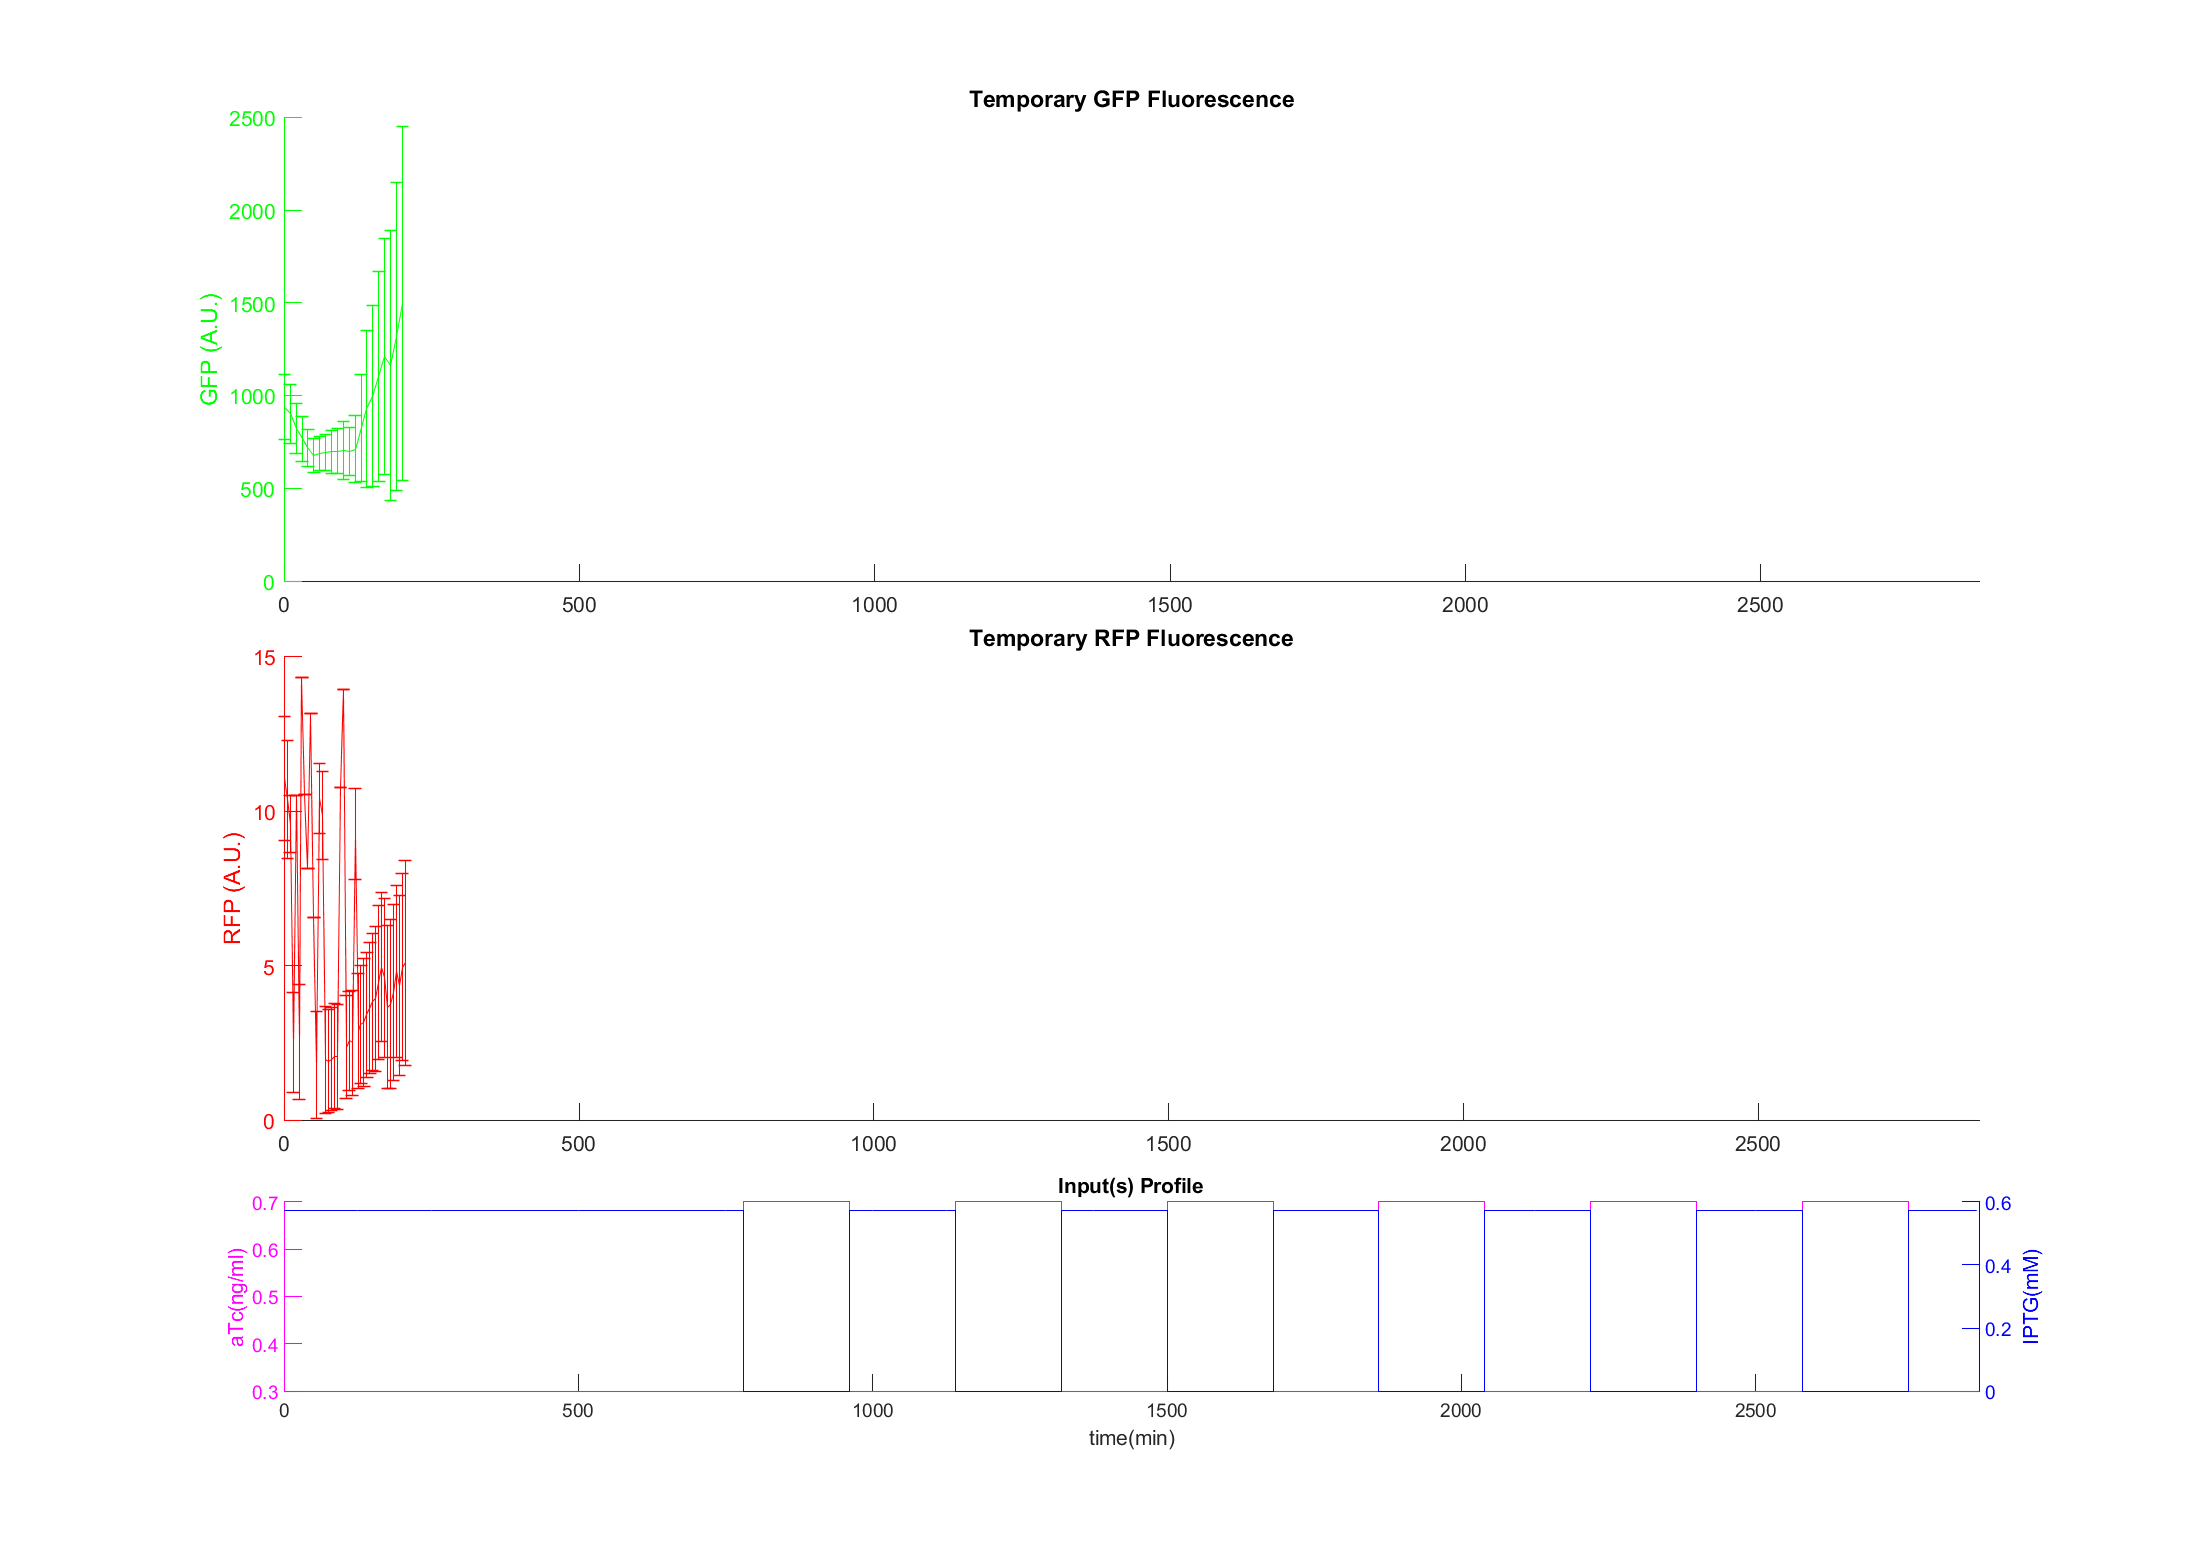 Temporary GFP Fluorescence
2500
2000
1500
1000
500
0
GFP (A.U.)
0 500 1000 1500 2000 2500
Temporary RFP Fluorescence
15
10
5
0
RFP (A.U.)
0 500 1000 1500 2000 2500
Input(s) Profile
0.7
0.6
0.5
0.4
0.3
aTc(ng/ml)
0.6
0.4
0.2
0
IPTG(mM)
0 500 1000 1500 2000 2500
time(min)